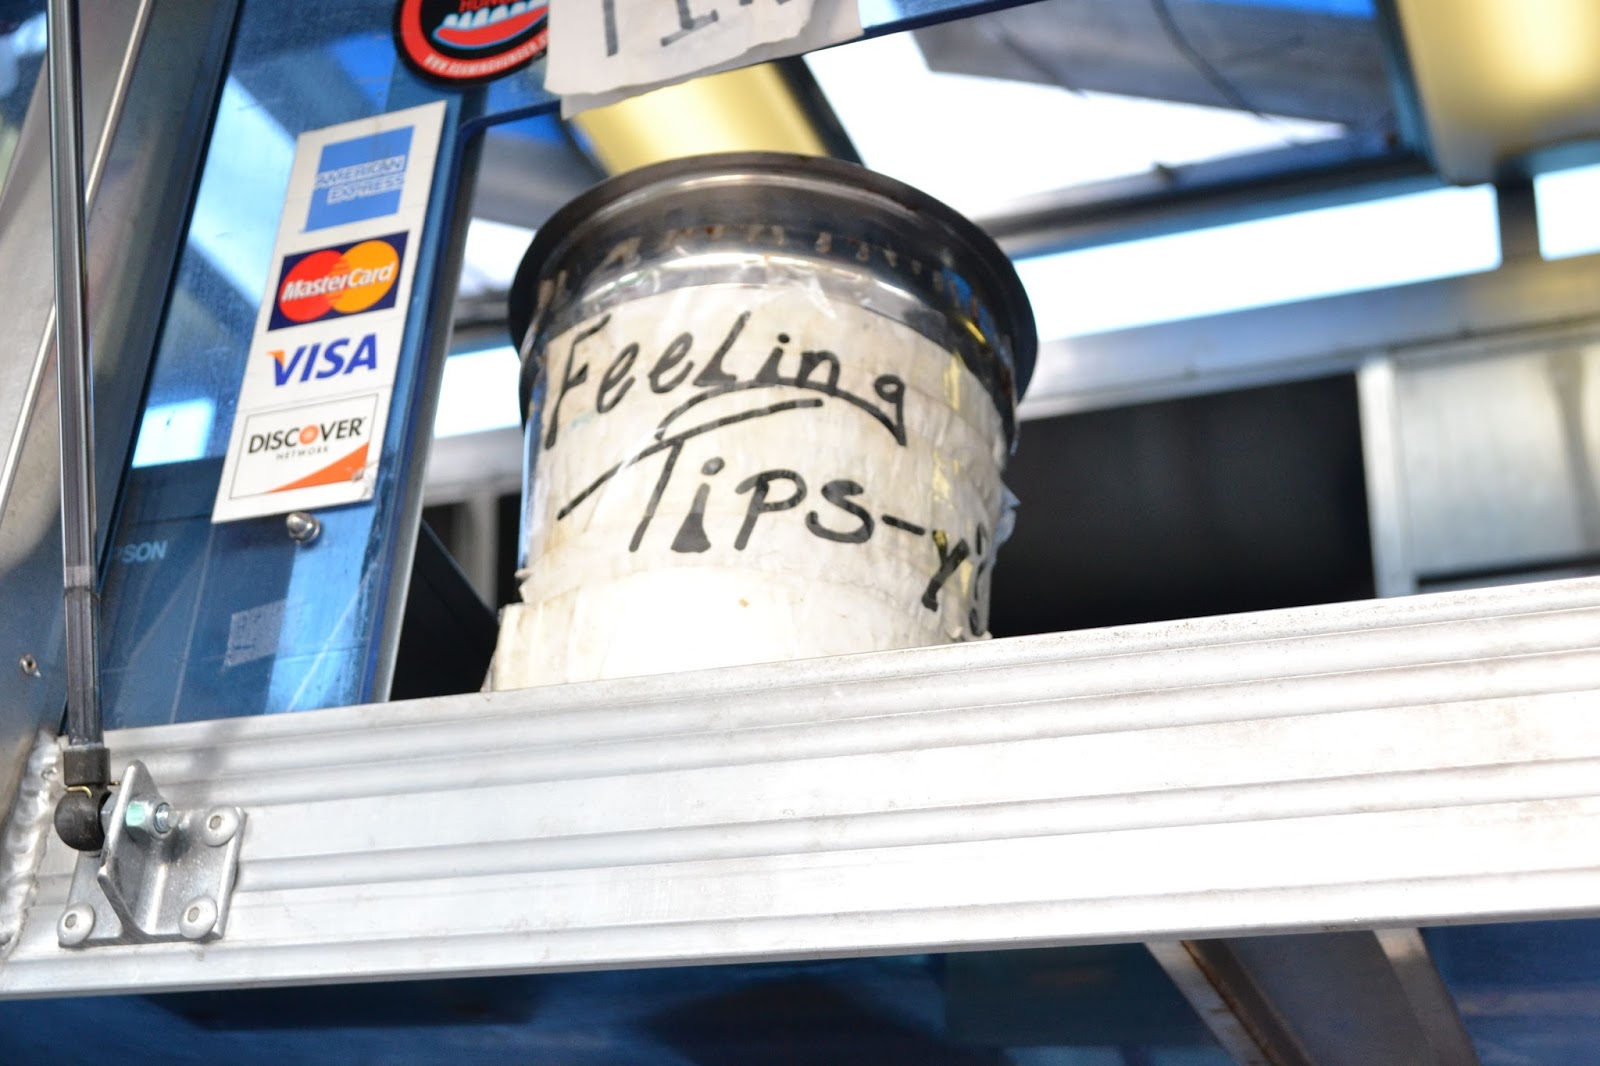 AMERICAN
EXPRESS
MasterCard
VISA
DISCOVER
NETWORK
Feeling
Tips-y?